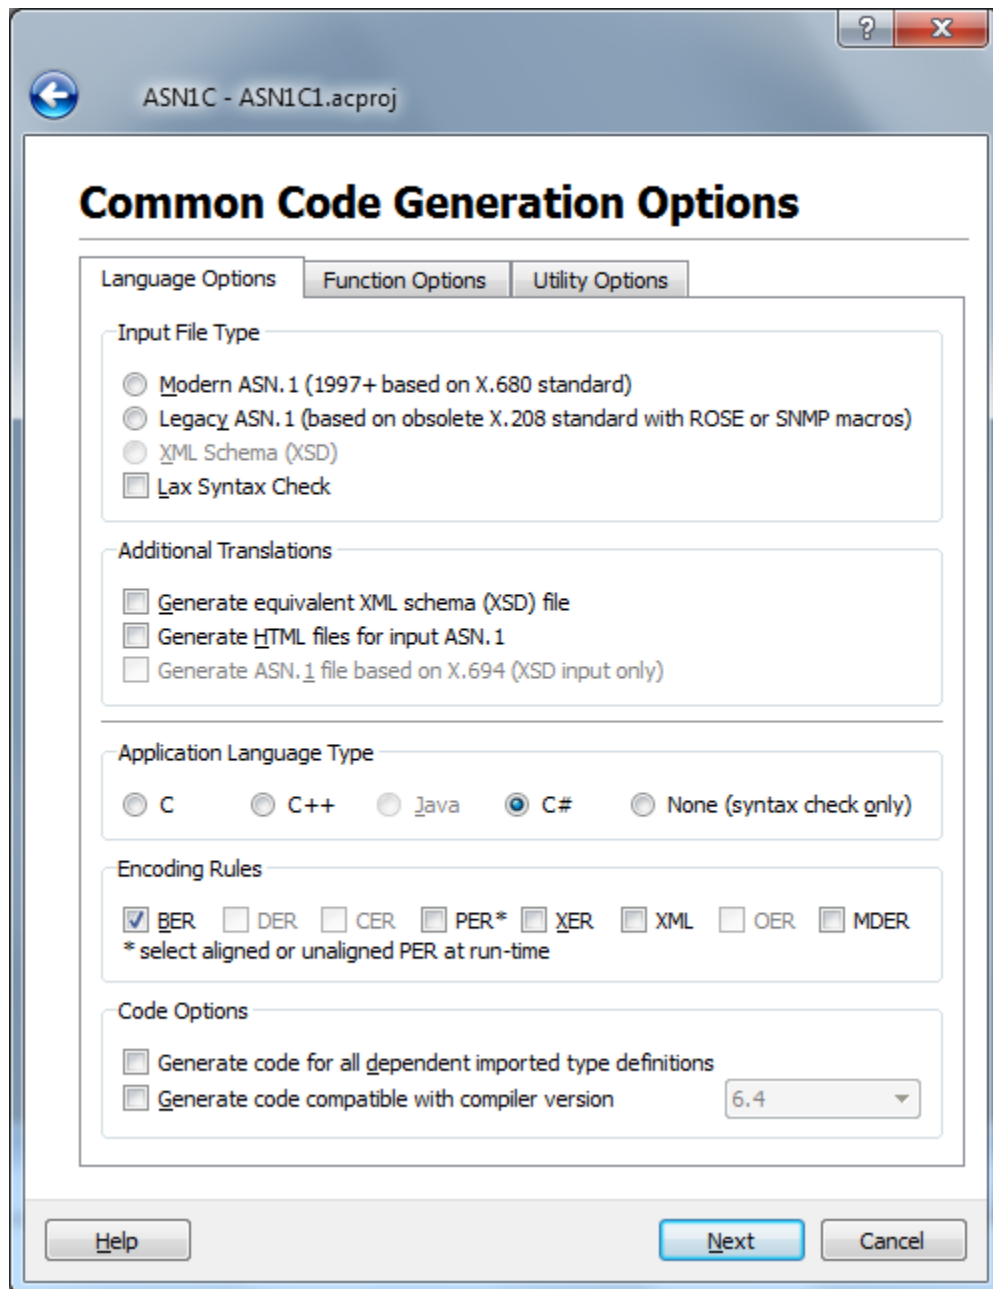 ?
X
ASN1C - ASN1C1.acproj
Common Code Generation Options
Language Options Function Options Utility Options
Input File Type
Modern ASN.1 (1997+ based on X.680 standard)
Legacy ASN.1 (based on obsolete X.208 standard with ROSE or SNMP macros)
XML Schema (XSD)
Lax Syntax Check
Additional Translations
Generate equivalent XML schema (XSD) file
Generate HTML files for input ASN.1
Generate ASN.1 file based on X.694 (XSD input only)
Application Language Type
C C++ Java C# None (syntax check only)
Encoding Rules
BER DER CER PER* XER XML OER MDER
* select aligned or unaligned PER at run-time
Code Options
Generate code for all dependent imported type definitions
Generate code compatible with compiler version 6.4
Help Next Cancel